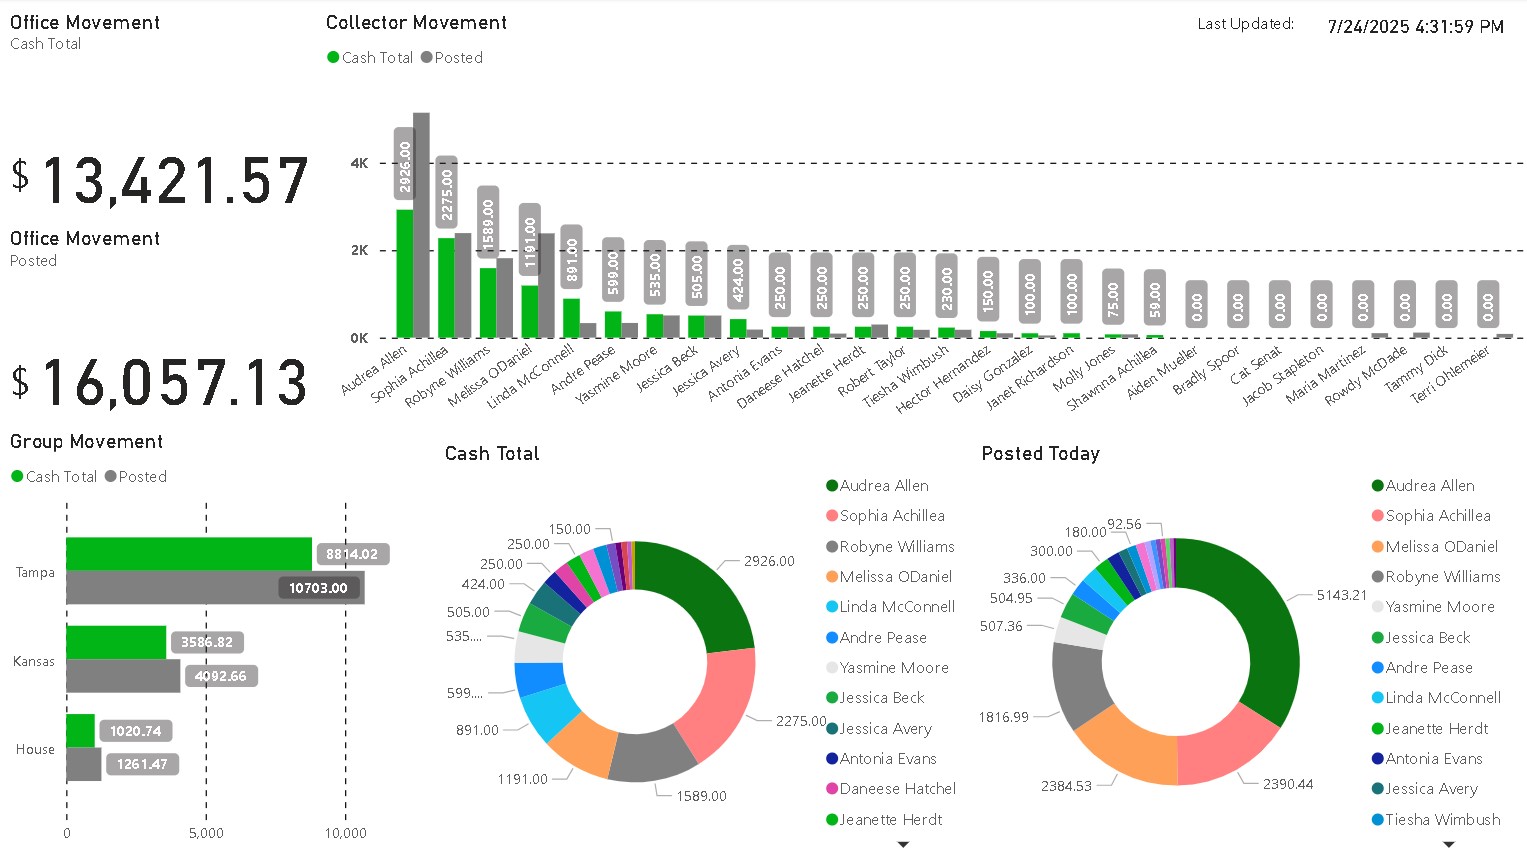 Office Movement
Cash Total
$ 13,421.57
Office Movement
Posted
$ 16,057.13
Collector Movement
Cash Total Posted
Last Updated: 7/24/2025 4:31:59 PM
4K
2K
0K
2926.00
2275.00
1589.00
1191.00
891.00
599.00
535.00
505.00
424.00
250.00
250.00
250.00
250.00
230.00
150.00
100.00
100.00
75.00
59.00
0.00
0.00
0.00
0.00
0.00
0.00
0.00
0.00
Audrea Allen
Sophia Achillea
Robyne Williams
Melissa ODaniel
Linda McConnell
Andre Pease
Yasmine Moore
Jessica Beck
Jessica Avery
Antonia Evans
Daneese Hatchel
Jeanette Herdt
Robert Taylor
Tiesha Wimbush
Hector Hernandez
Daisy Gonzalez
Janet Richardson
Molly Jones
Shawna Achillea
Aiden Mueller
Bradly Spoor
Cat Senat
Jacob Stapleton
Maria Martinez
Rowdy McDade
Tammy Dick
Terri Ohlemeier
Group Movement
Cash Total Posted
Tampa
8814.02
10703.00
Kansas
3586.82
4092.66
House
1020.74
1261.47
0 5,000 10,000
Cash Total
150.00
250.00
250.00
424.00
505.00
535....
599....
891.00
1191.00
1589.00
2275.00
2926.00
Audrea Allen
Sophia Achillea
Robyne Williams
Melissa ODaniel
Linda McConnell
Andre Pease
Yasmine Moore
Jessica Beck
Jessica Avery
Antonia Evans
Daneese Hatchel
Jeanette Herdt
Posted Today
92.56
180.00
300.00
336.00
504.95
507.36
1816.99
2384.53
2390.44
5143.21
Audrea Allen
Sophia Achillea
Melissa ODaniel
Robyne Williams
Yasmine Moore
Jessica Beck
Andre Pease
Linda McConnell
Jeanette Herdt
Antonia Evans
Jessica Avery
Tiesha Wimbush